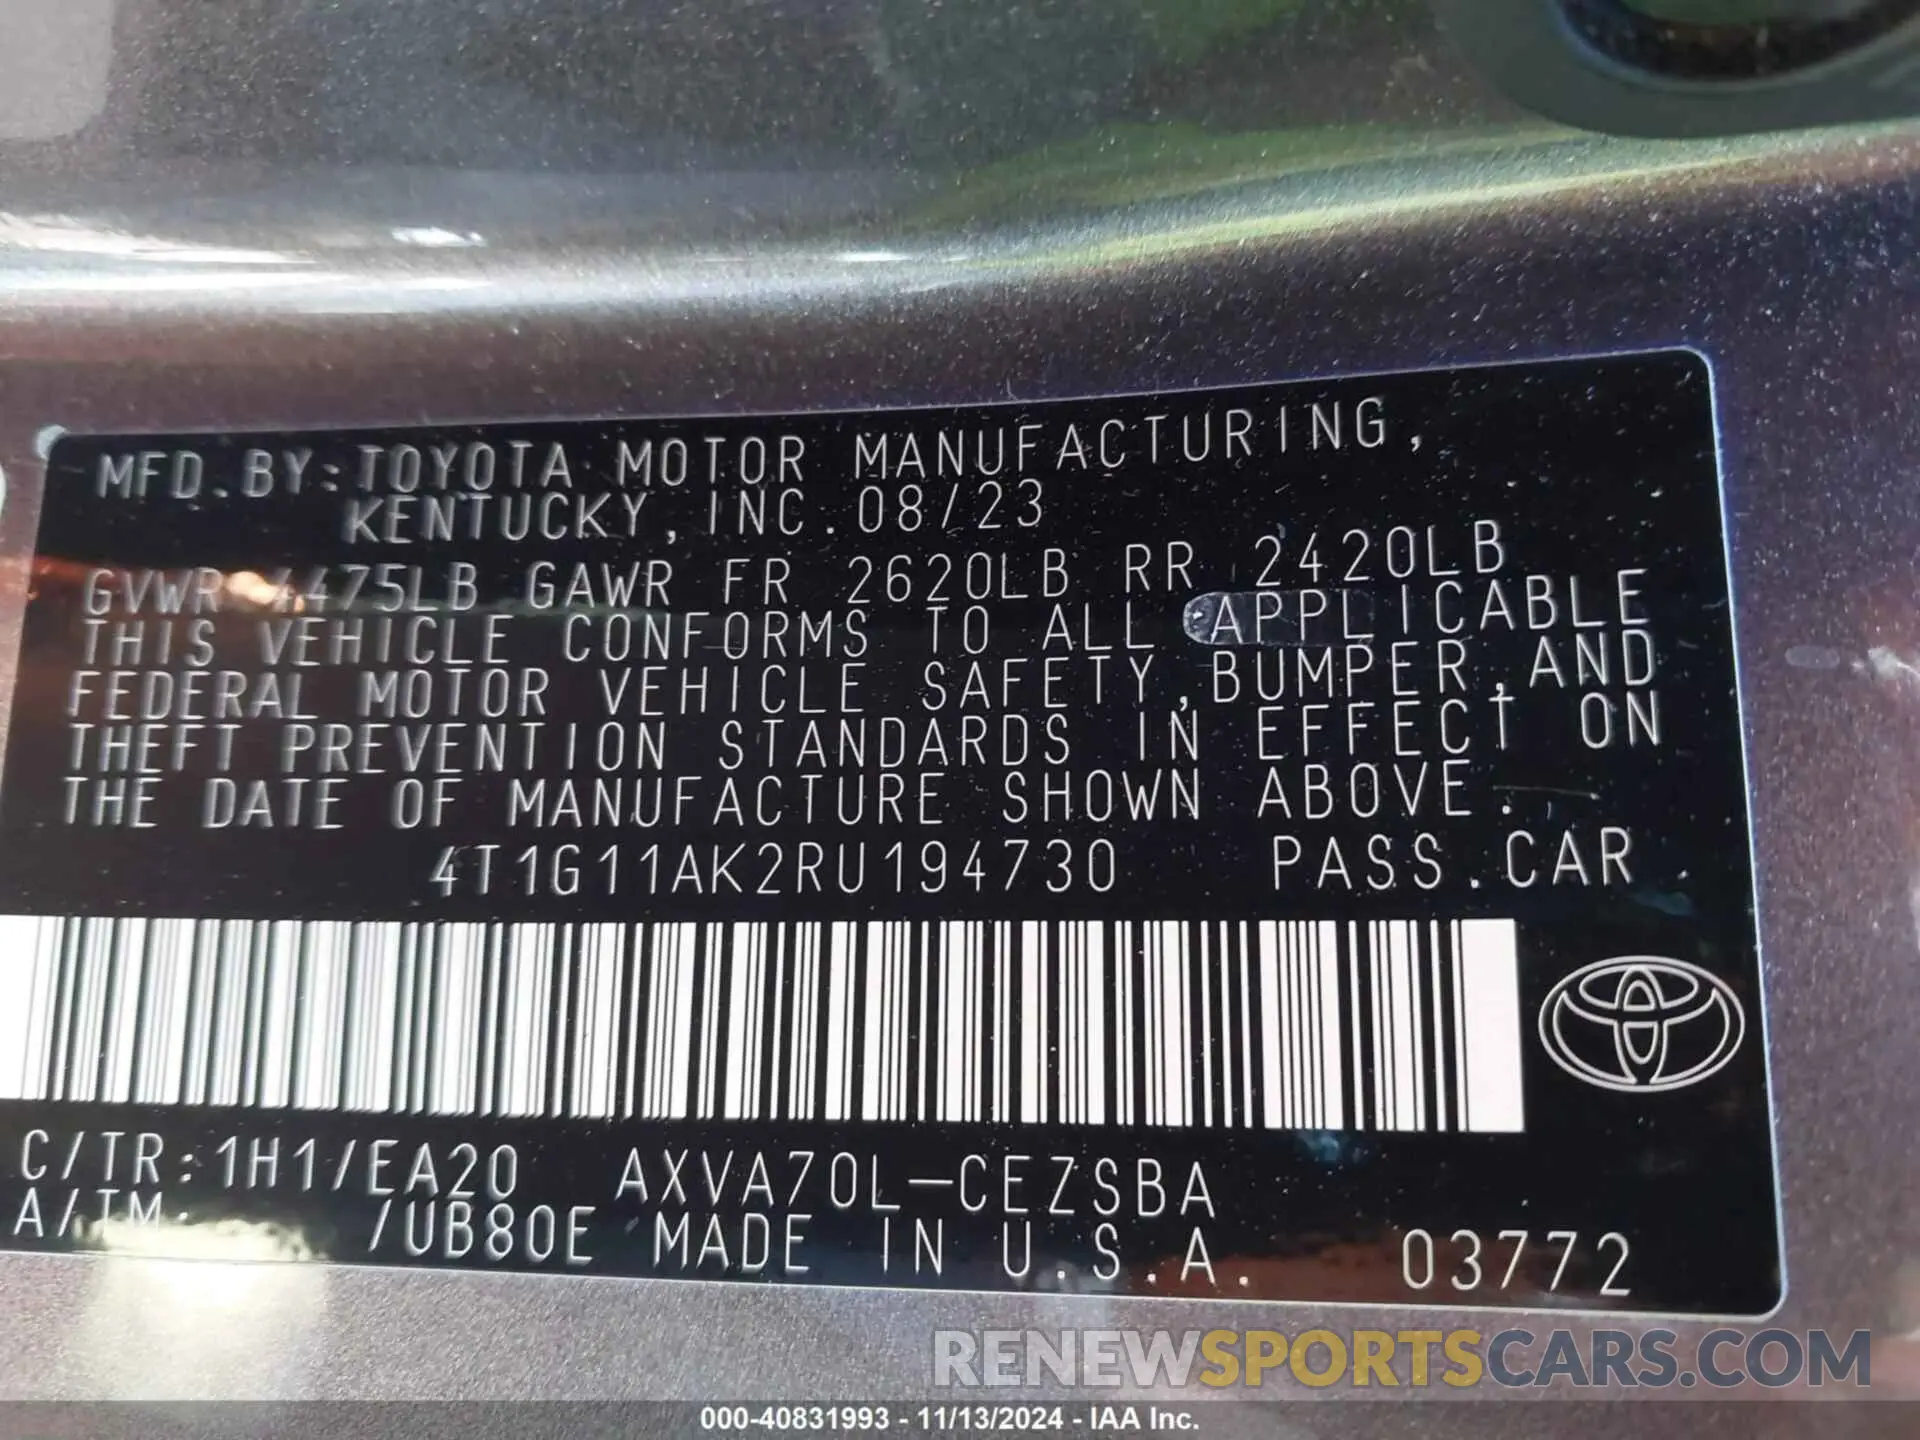 MFD. BY: TOYOTA MOTOR MANUFACTURING,
KENTUCKY, INC. 08/23
GVWR 4475LB GAWR FR 2620LB RR 2420LB
THIS VEHICLE CONFORMS TO ALL APPLICABLE
FEDERAL MOTOR VEHICLE SAFETY, BUMPER, AND
THEFT PREVENTION STANDARDS IN EFFECT ON
THE DATE OF MANUFACTURE SHOWN ABOVE.
4T1G11AK2RU194730 PASS. CAR
C/TR: 1H1/EA20 AXVA70L-CEZSBA
A/TM: /UB80E MADE IN U.S.A. 03772
RENEWSPORTSCARS.COM
000-40831993 - 11/13/2024 - IAA Inc.